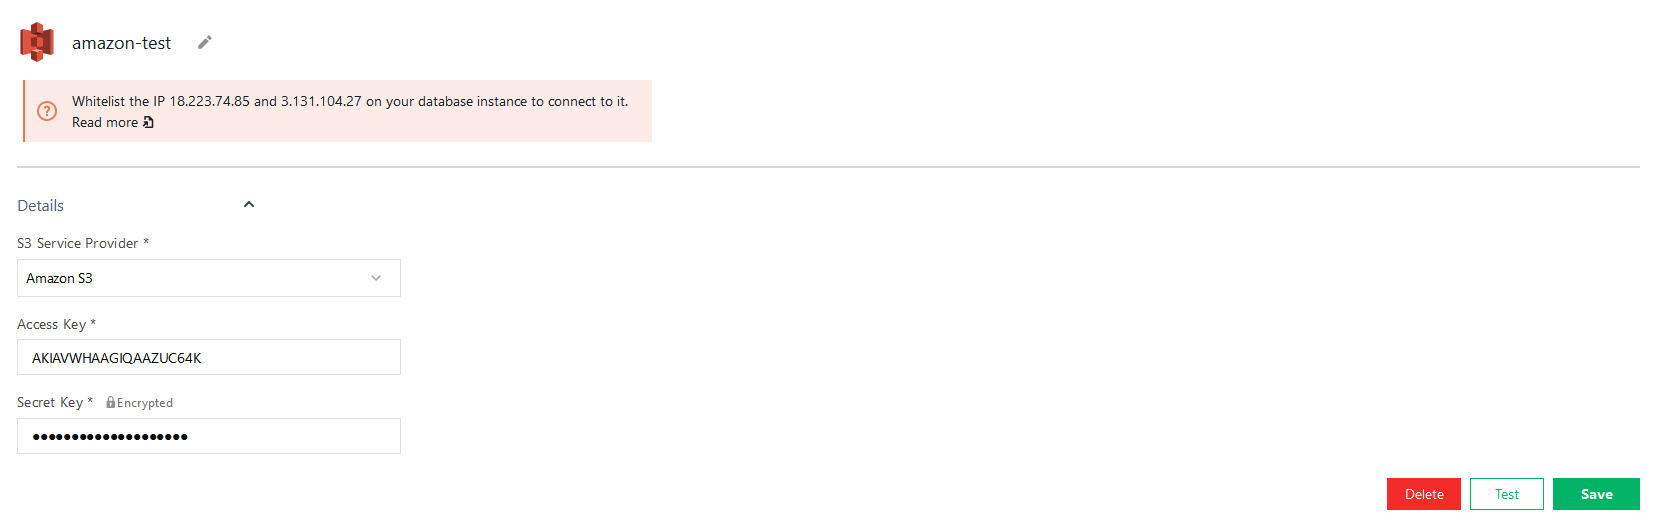 amazon-test
Whitelist the IP 18.223.74.85 and 3.131.104.27 on your database instance to connect to it.
Read more
Details
S3 Service Provider *
Amazon S3
Access Key *
AKIAVWHAAGIQAAZUC64K
Secret Key * Encrypted
••••••••••••••••••••
Delete Test Save